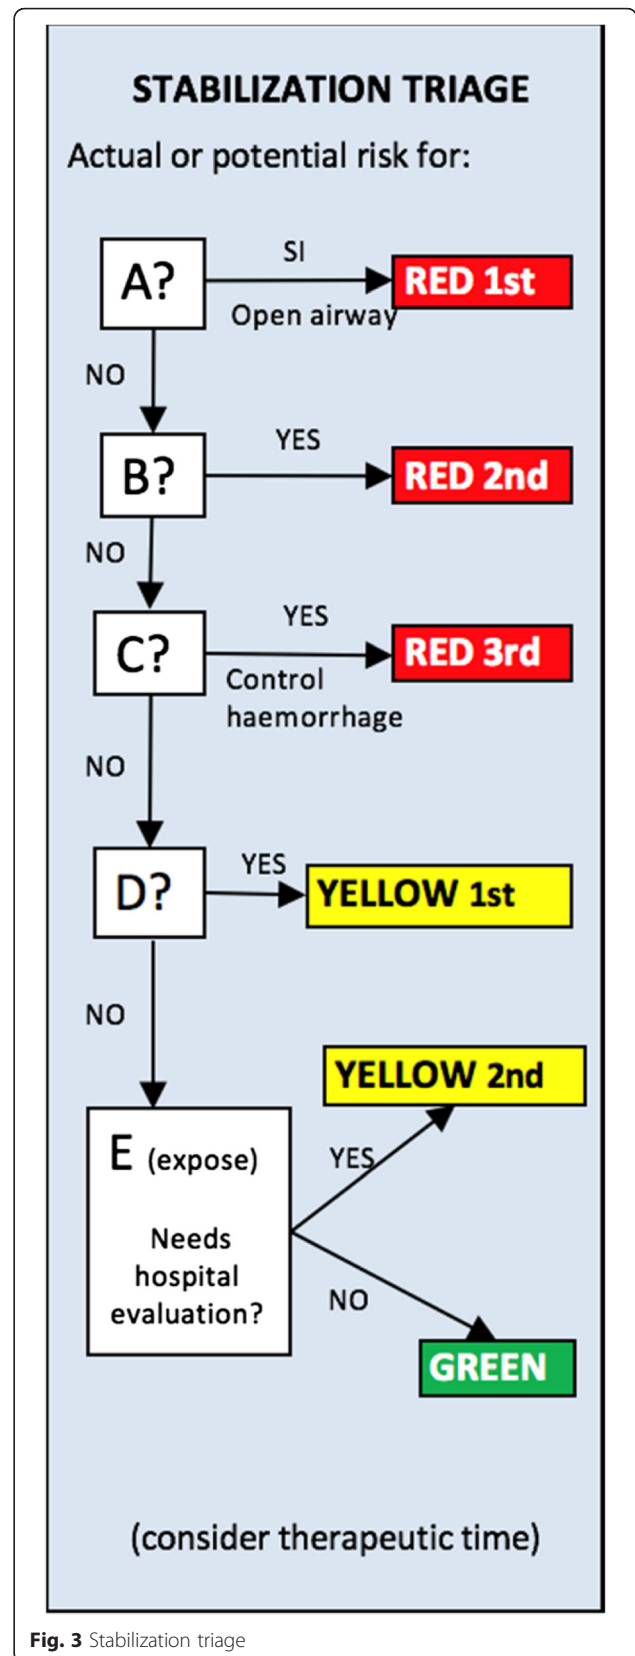 STABILIZATION TRIAGE
Actual or potential risk for:
A?
SI
Open airway
RED 1st
NO
B?
YES
RED 2nd
NO
C?
YES
Control
haemorrhage
RED 3rd
NO
D?
YES
YELLOW 1st
NO
E (expose)
Needs
hospital
evaluation?
YES
YELLOW 2nd
NO
GREEN
(consider therapeutic time)
Fig. 3 Stabilization triage